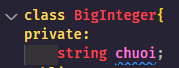 class BigInteger{
private:
string chuoi;